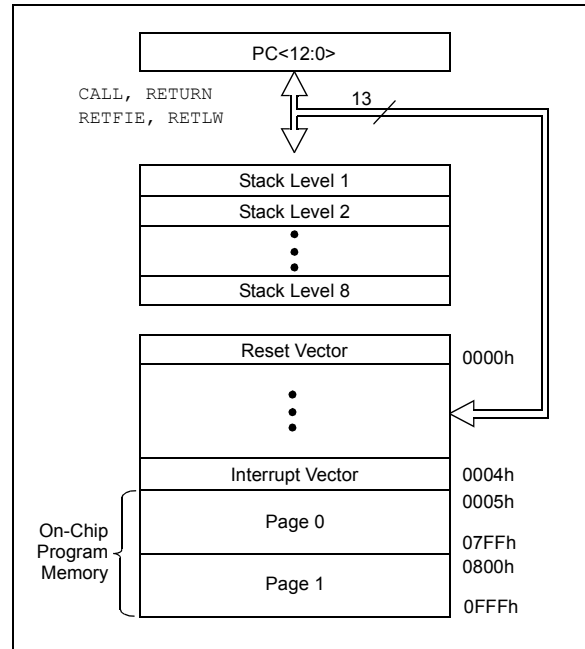 PC<12:0>
CALL, RETURN
RETFIE, RETLW
13
Stack Level 1
Stack Level 2
Stack Level 8
Reset Vector
0000h
Interrupt Vector
0004h
0005h
On-Chip
Program
Memory
Page 0
07FFh
0800h
Page 1
0FFFh